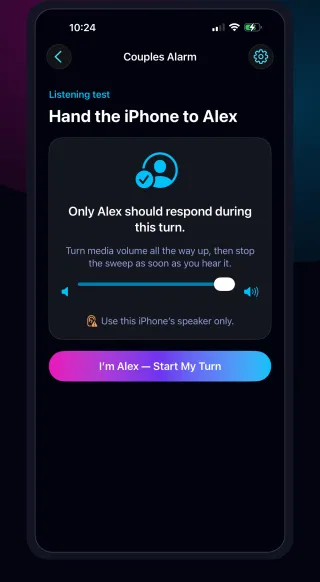 10:24
Couples Alarm
Listening test
Hand the iPhone to Alex
Only Alex should respond during
this turn.
Turn media volume all the way up, then stop
the sweep as soon as you hear it.
Use this iPhone's speaker only.
I'm Alex — Start My Turn